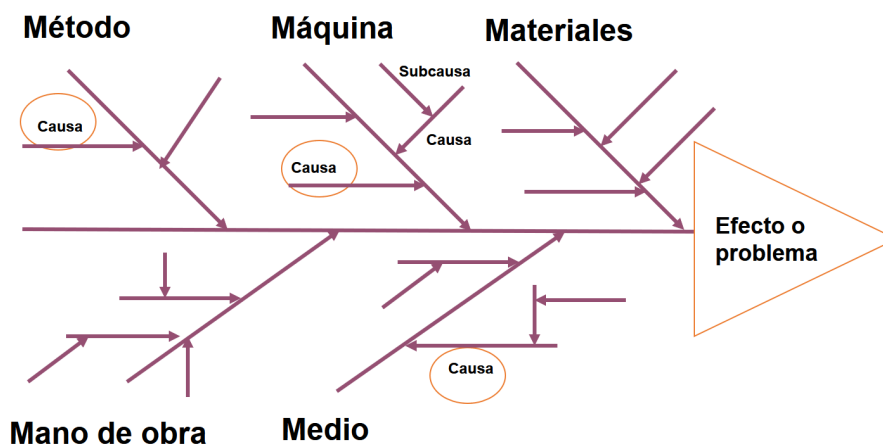 Método
Máquina
Materiales
Subcausa
Causa
Causa
Causa
Efecto o
problema
Causa
Mano de obra
Medio